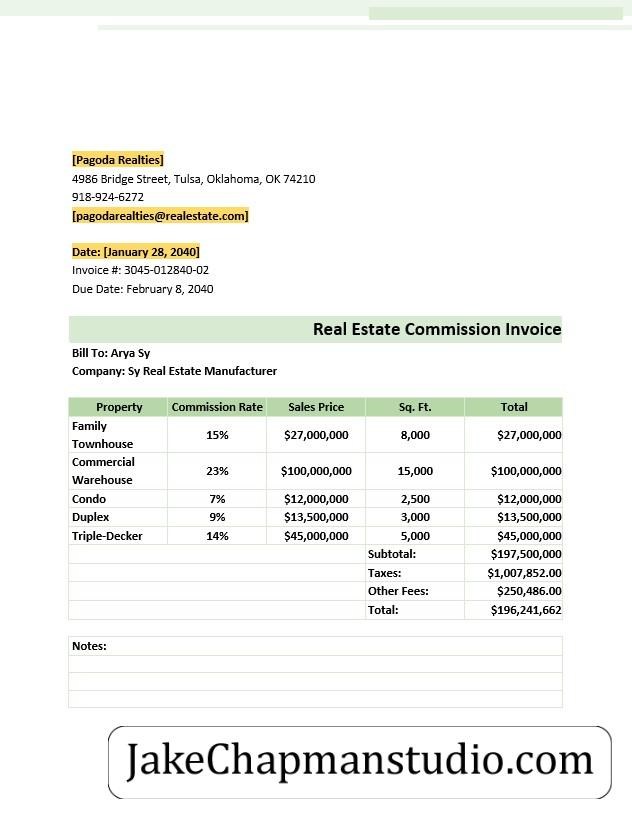 [Pagoda Realties]
4986 Bridge Street, Tulsa, Oklahoma, OK 74210
918-924-6272
[pagodarealties@realestate.com]
Date: [January 28, 2040]
Invoice #: 3045-012840-02
Due Date: February 8, 2040
Real Estate Commission Invoice
Bill To: Arya Sy
Company: Sy Real Estate Manufacturer
Property Commission Rate Sales Price Sq. Ft. Total
Family Townhouse 15% $27,000,000 8,000 $27,000,000
Commercial Warehouse 23% $100,000,000 15,000 $100,000,000
Condo 7% $12,000,000 2,500 $12,000,000
Duplex 9% $13,500,000 3,000 $13,500,000
Triple-Decker 14% $45,000,000 5,000 $45,000,000
Subtotal: $197,500,000
Taxes: $1,007,852.00
Other Fees: $250,486.00
Total: $196,241,662
Notes:
JakeChapmanstudio.com